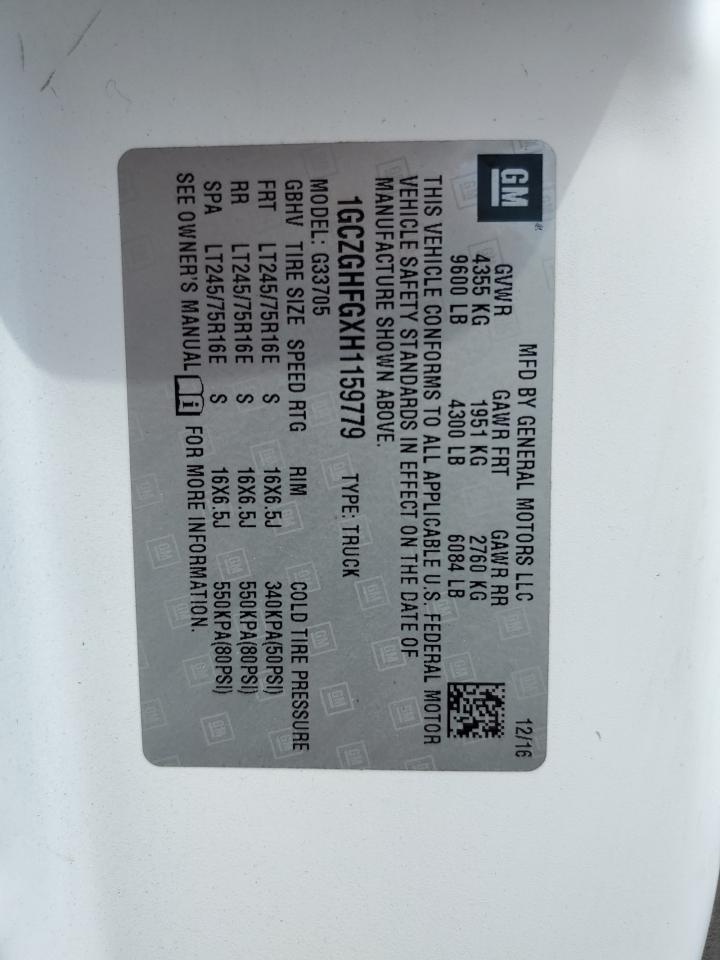 GM
MFD BY GENERAL MOTORS LLC 12/16
GVWR GAWR FRT GAWR RR
4355 KG 1951 KG 2760 KG
9600 LB 4300 LB 6084 LB
THIS VEHICLE CONFORMS TO ALL APPLICABLE U.S. FEDERAL MOTOR
VEHICLE SAFETY STANDARDS IN EFFECT ON THE DATE OF
MANUFACTURE SHOWN ABOVE.
1GCZGHFGXH1159779 TYPE: TRUCK
MODEL: G33705
GBHV TIRE SIZE SPEED RTG RIM COLD TIRE PRESSURE
FRT LT245/75R16E S 16X6.5J 340KPA(50PSI)
RR LT245/75R16E S 16X6.5J 550KPA(80PSI)
SPA LT245/75R16E S 16X6.5J 550KPA(80PSI)
SEE OWNER'S MANUAL i FOR MORE INFORMATION.